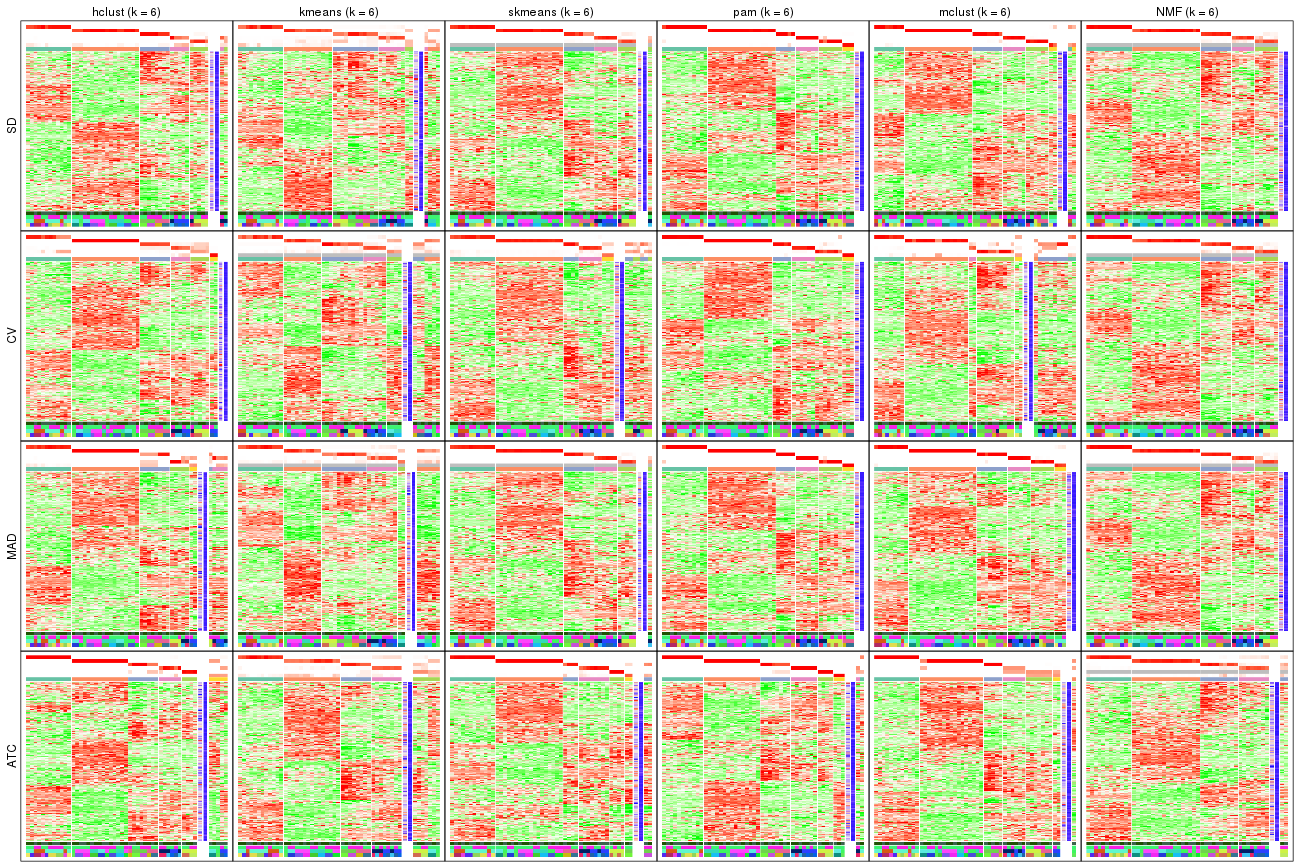 hclust (k = 6) kmeans (k = 6) skmeans (k = 6) pam (k = 6) mclust (k = 6) NMF (k = 6)
SD
CV
MAD
ATC